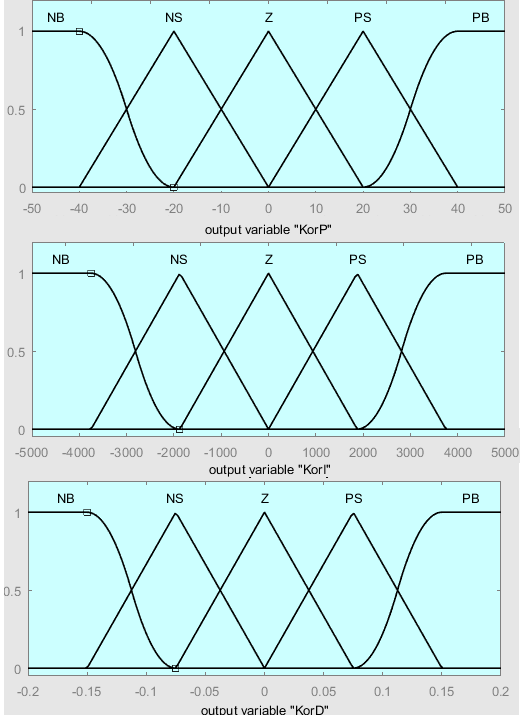 NB NS Z PS PB
1
0.5
0
-50 -40 -30 -20 -10 0 10 20 30 40 50
output variable "KorP"
NB NS Z PS PB
1
0.5
0
-5000 -4000 -3000 -2000 -1000 0 1000 2000 3000 4000 5000
output variable "KorI"
NB NS Z PS PB
1
0.5
0
-0.2 -0.15 -0.1 -0.05 0 0.05 0.1 0.15 0.2
output variable "KorD"